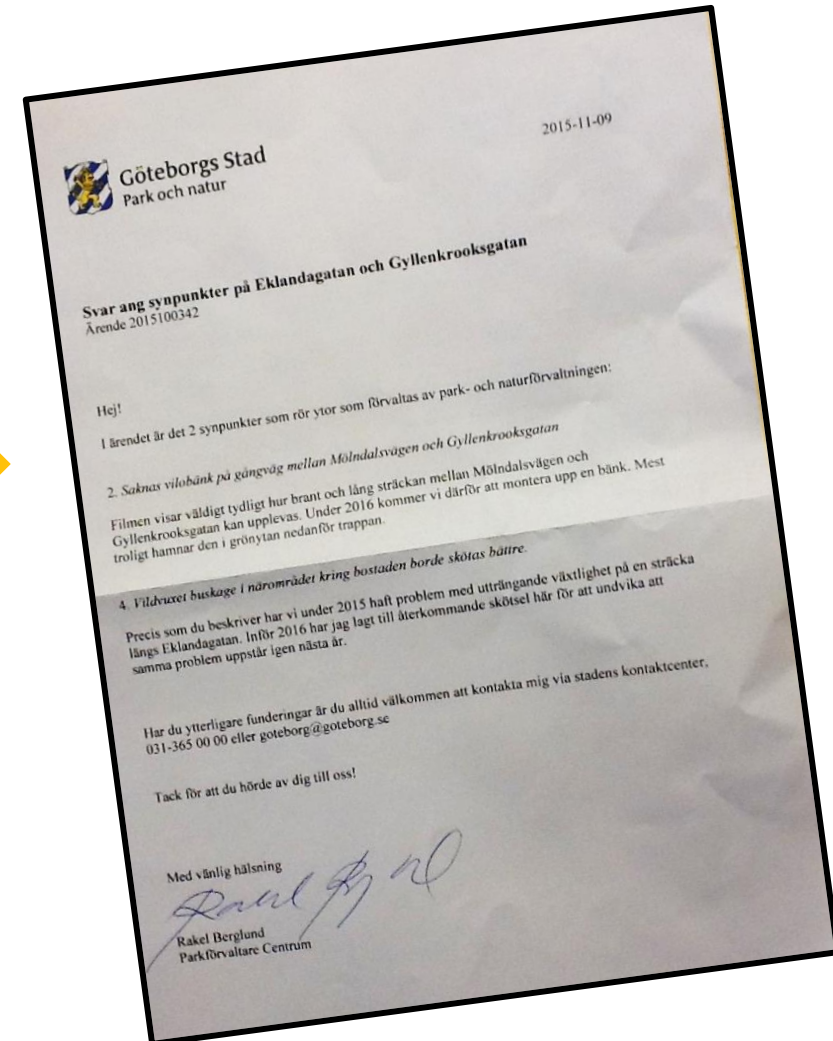 2015-11-09
Göteborgs Stad
Park och natur
Svar ang synpunkter på Eklandagatan och Gyllenkrooksgatan
Ärende 2015100342
Hej!
I ärendet är det 2 synpunkter som rör ytor som förvaltas av park- och naturförvaltningen:
2. Saknas vilobänk på gångväg mellan Mölndalsvägen och Gyllenkrooksgatan
Filmen visar väldigt tydligt hur brant och lång sträckan mellan Mölndalsvägen och
Gyllenkrooksgatan kan upplevas. Under 2016 kommer vi därför att montera upp en bänk. Mest
troligt hamnar den i grönytan nedanför trappan.
4. Vildvuxet buskage i närområdet kring bostaden borde skötas bättre.
Precis som du beskriver har vi under 2015 haft problem med utträngande växtlighet på en sträcka
längs Eklandagatan. Inför 2016 har jag lagt till återkommande skötsel här för att undvika att
samma problem uppstår igen nästa år.
Har du ytterligare funderingar är du alltid välkommen att kontakta mig via stadens kontaktcenter,
031-365 00 00 eller goteborg@goteborg.se
Tack för att du hörde av dig till oss!
Med vänlig hälsning
Rakel Berglund
Parkförvaltare Centrum